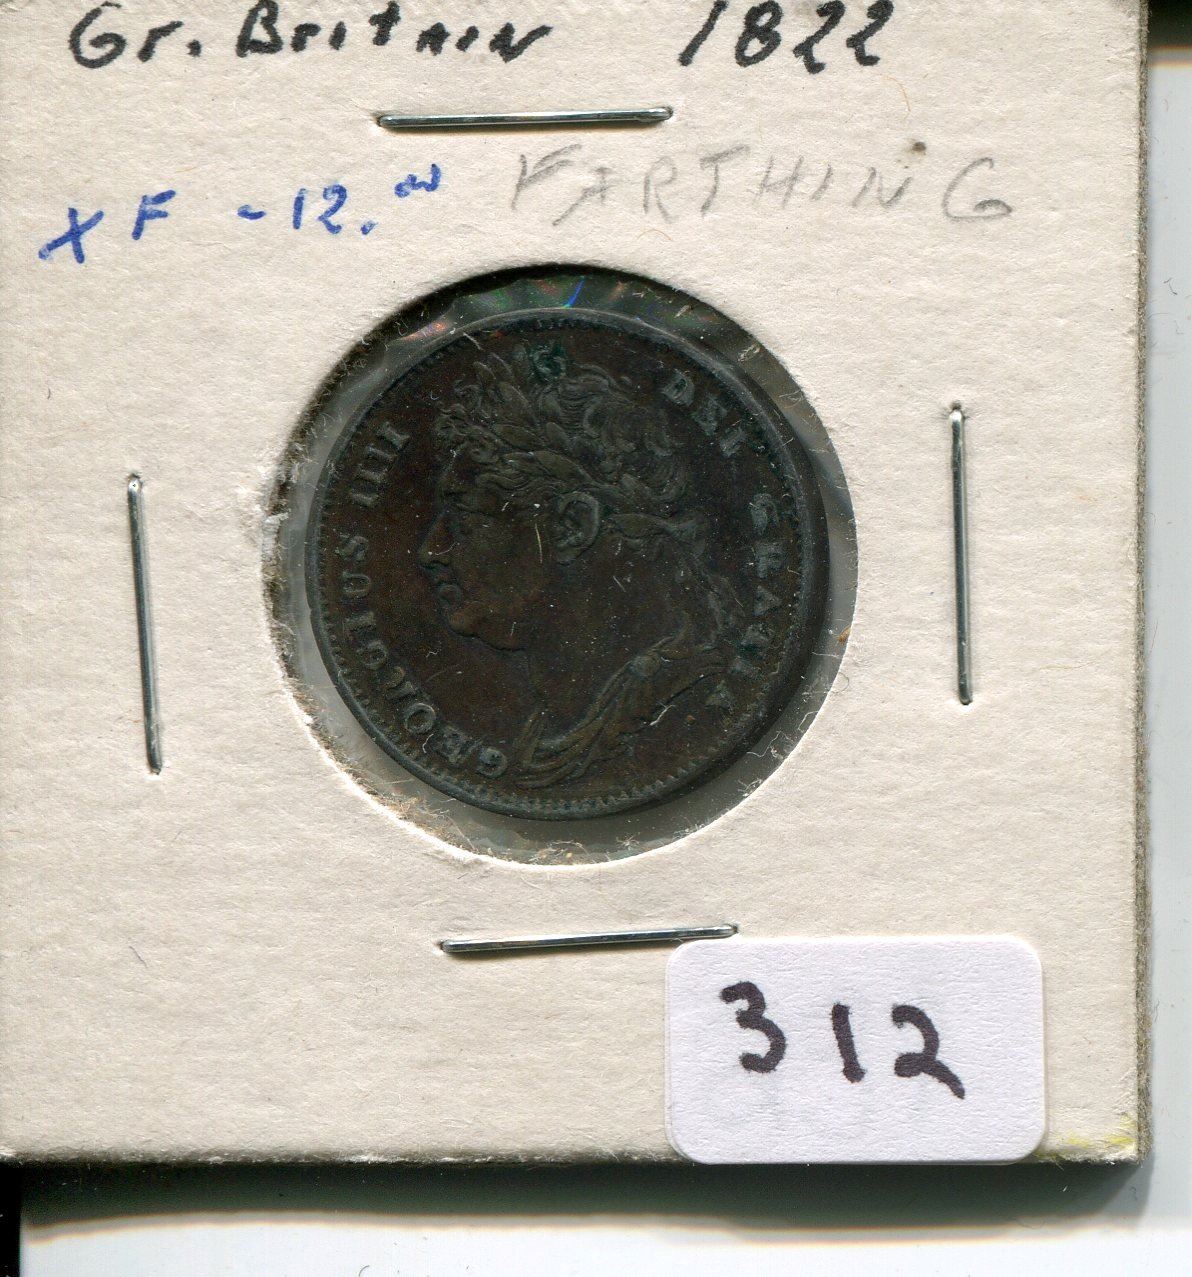 Gr. Britain 1822
XF - 12.00 FARTHING
GEORGIUS IIII DEI GRATIA
312